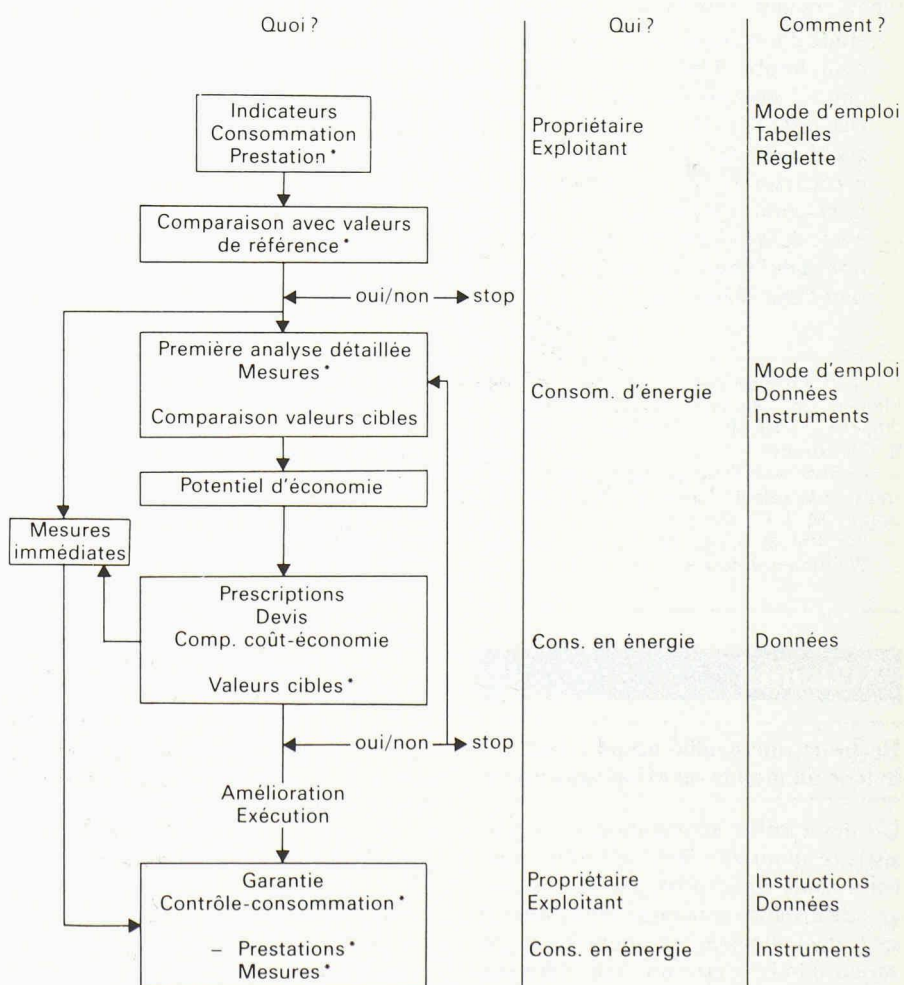 Quoi ?
Qui ?
Comment ?
Indicateurs
Consommation
Prestation*
Propriétaire
Exploitant
Mode d'emploi
Tabelles
Réglette
Comparaison avec valeurs
de référence*
oui/non
stop
Première analyse détaillée
Mesures*
Comparaison valeurs cibles
Consom. d'énergie
Mode d'emploi
Données
Instruments
Potentiel d'économie
Mesures
immédiates
Prescriptions
Devis
Comp. coût-économie
Valeurs cibles*
Cons. en énergie
Données
oui/non
stop
Amélioration
Exécution
Garantie
Contrôle-consommation*
– Prestations*
Mesures*
Propriétaire
Exploitant
Cons. en énergie
Instructions
Données
Instruments